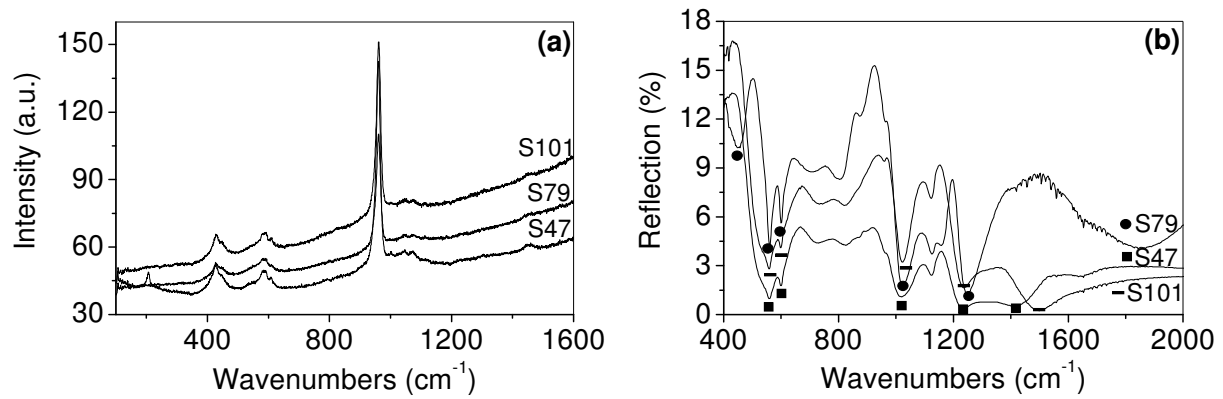 (a)
Intensity (a.u.)
150
120
90
60
30
S101
S79
S47
400 800 1200 1600
Wavenumbers (cm⁻¹)
(b)
Reflection (%)
18
15
12
9
6
3
0
S79
S47
S101
400 800 1200 1600 2000
Wavenumbers (cm⁻¹)